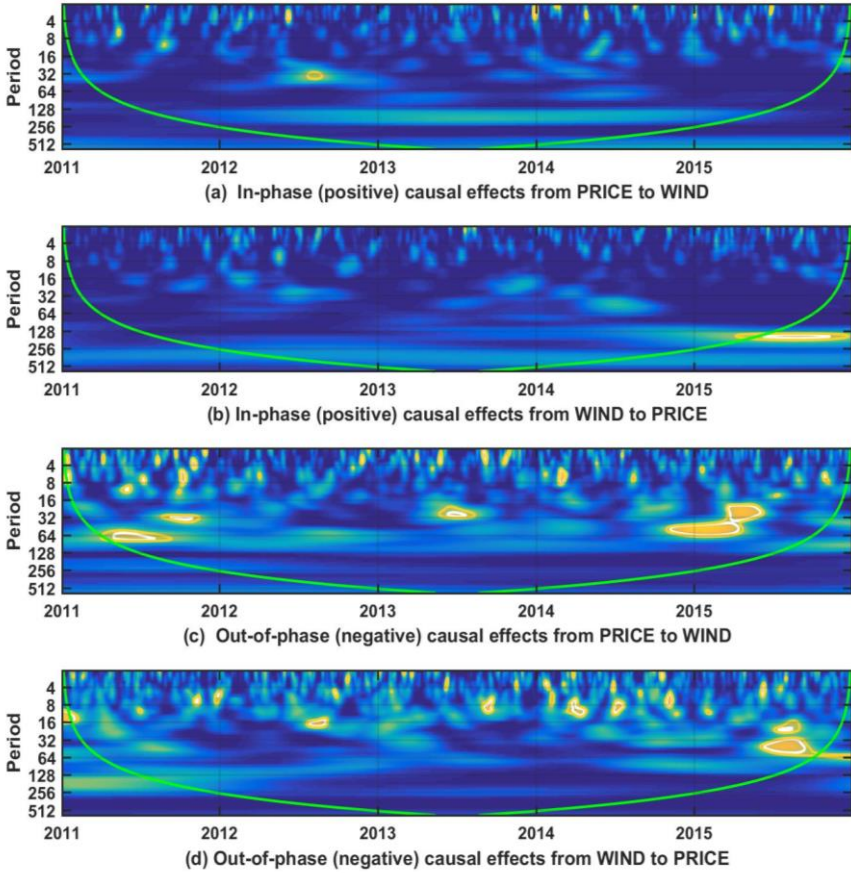 Period
4
8
16
32
64
128
256
512
2011 2012 2013 2014 2015
(a) In-phase (positive) causal effects from PRICE to WIND
Period
4
8
16
32
64
128
256
512
2011 2012 2013 2014 2015
(b) In-phase (positive) causal effects from WIND to PRICE
Period
4
8
16
32
64
128
256
512
2011 2012 2013 2014 2015
(c) Out-of-phase (negative) causal effects from PRICE to WIND
Period
4
8
16
32
64
128
256
512
2011 2012 2013 2014 2015
(d) Out-of-phase (negative) causal effects from WIND to PRICE